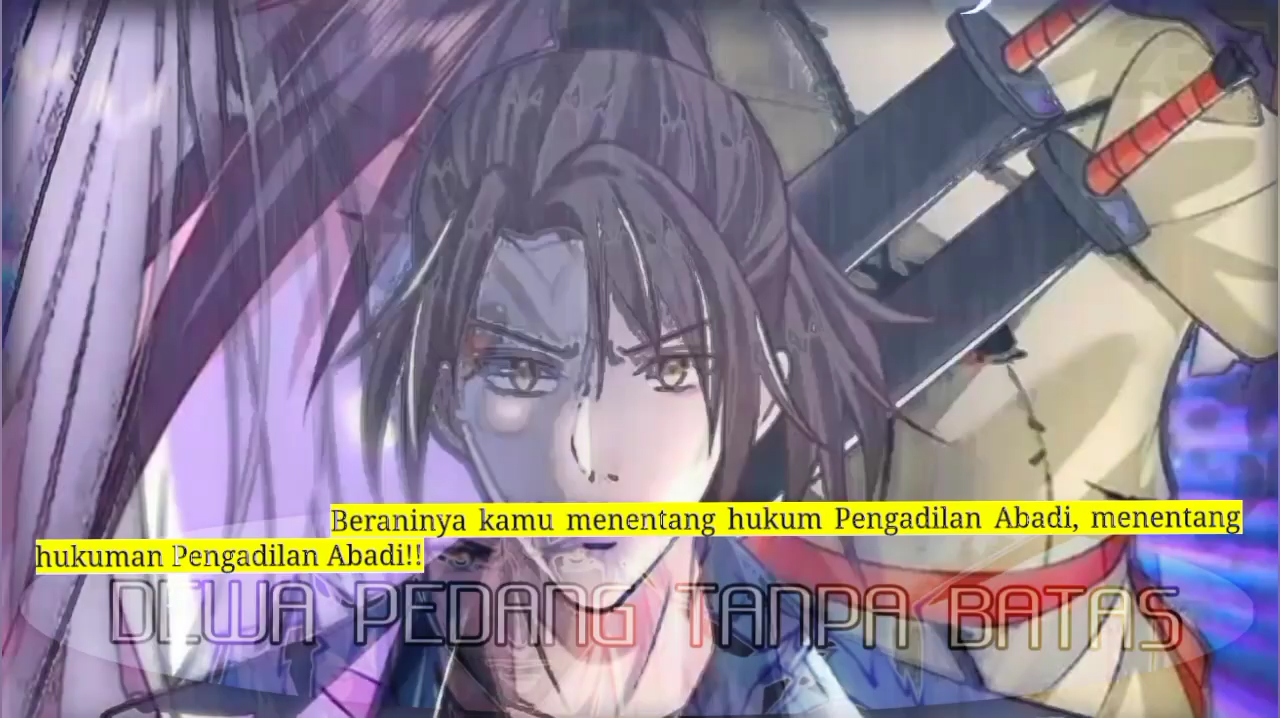 Beraninya kamu menentang hukum Pengadilan Abadi, menentang
hukuman Pengadilan Abadi!!
DEWA PEDANG TANPA BATAS